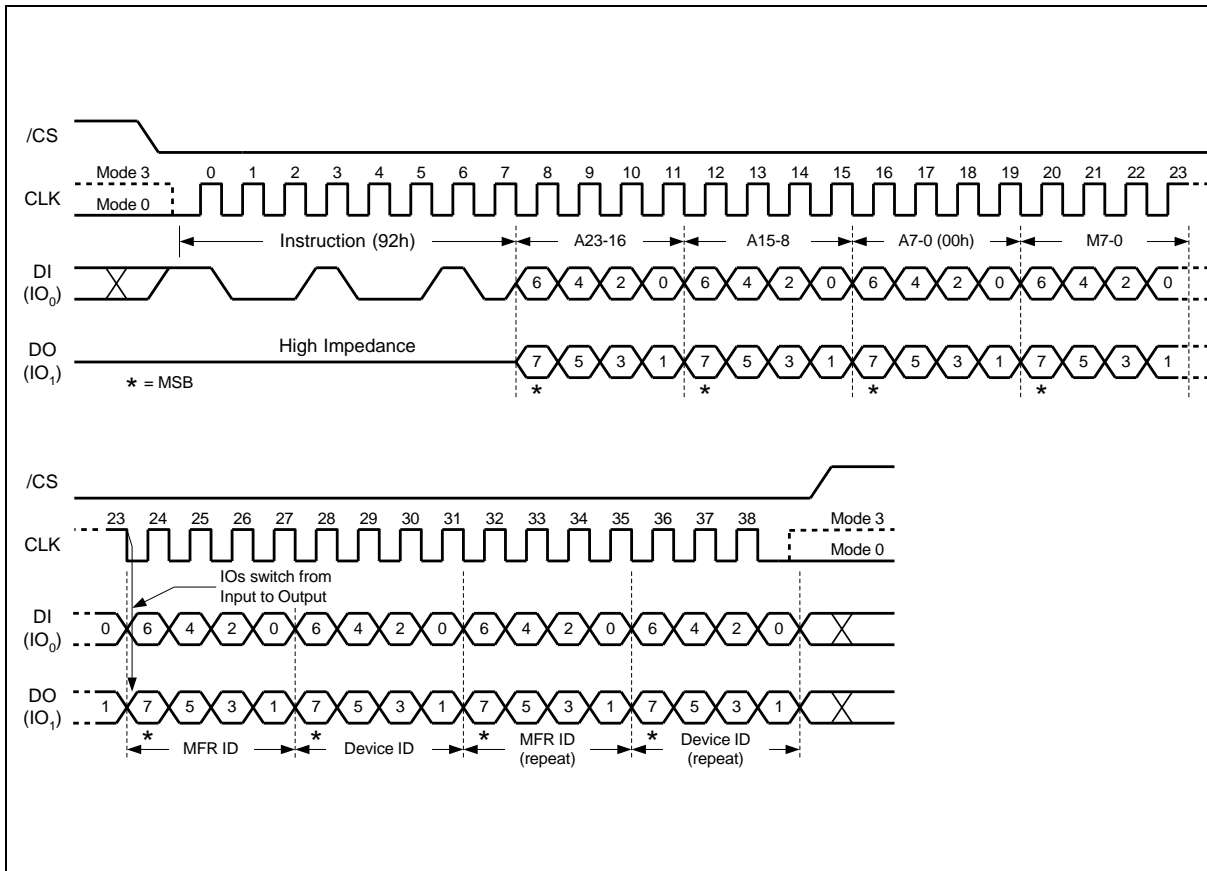 /CS
Mode 3 0 1 2 3 4 5 6 7 8 9 10 11 12 13 14 15 16 17 18 19 20 21 22 23
CLK
Mode 0
Instruction (92h) A23-16 A15-8 A7-0 (00h) M7-0
DI
(IO0)
6 4 2 0 6 4 2 0 6 4 2 0 6 4 2 0
High Impedance
DO
(IO1)
7 5 3 1 7 5 3 1 7 5 3 1 7 5 3 1
* = MSB
* * * *
/CS
23 24 25 26 27 28 29 30 31 32 33 34 35 36 37 38 Mode 3
CLK
Mode 0
IOs switch from
Input to Output
DI
(IO0)
0 6 4 2 0 6 4 2 0 6 4 2 0 6 4 2 0
DO
(IO1)
1 7 5 3 1 7 5 3 1 7 5 3 1 7 5 3 1
* * * *
MFR ID Device ID MFR ID
(repeat)
Device ID
(repeat)